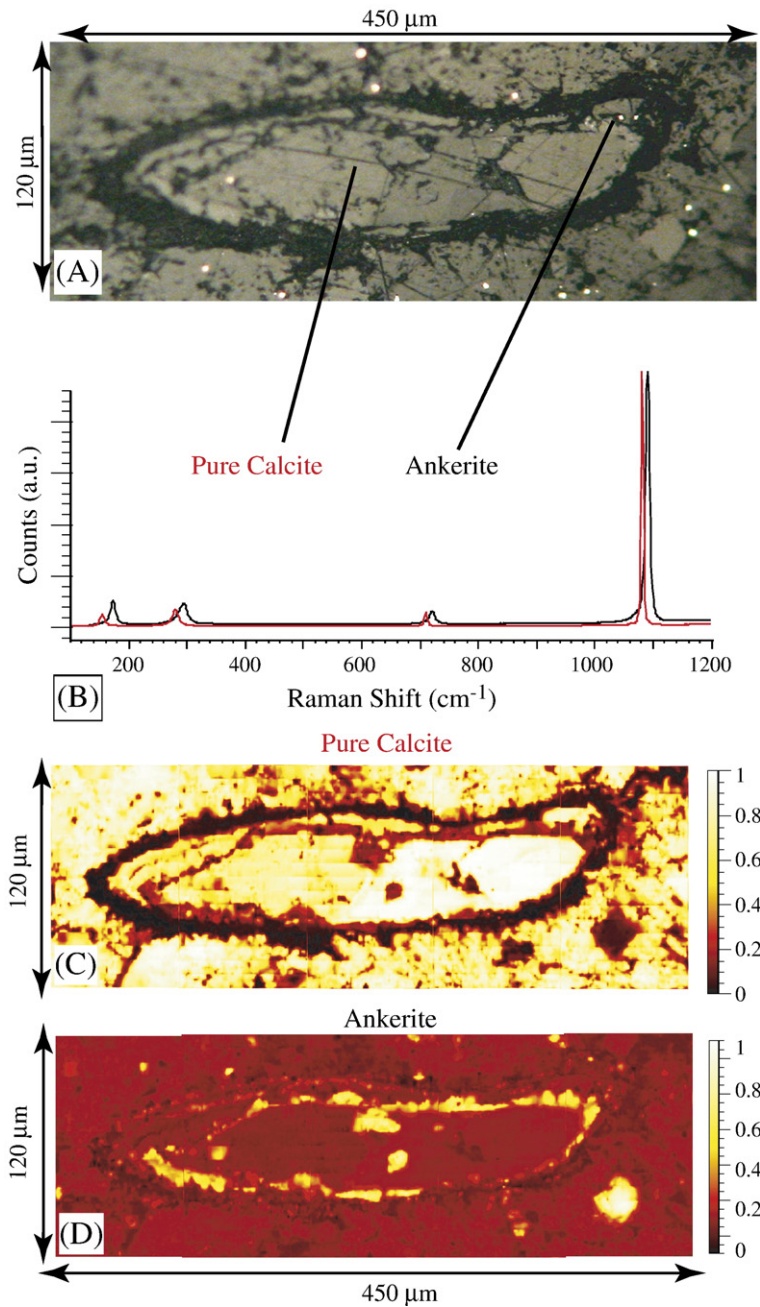 450 μm
120 μm
(A)
Pure Calcite
Ankerite
Counts (a.u.)
200
400
600
800
1000
1200
(B)
Raman Shift (cm-1)
Pure Calcite
120 μm
(C)
1
0.8
0.6
0.4
0.2
0
Ankerite
120 μm
(D)
1
0.8
0.6
0.4
0.2
0
450 μm